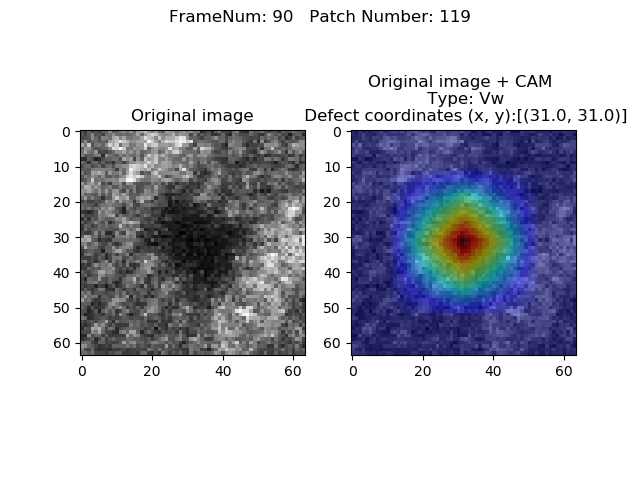 FrameNum: 90   Patch Number: 119
Original image
0
10
20
30
40
50
60
0 20 40 60
Original image + CAM
Type: Vw
Defect coordinates (x, y):[(31.0, 31.0)]
0
10
20
30
40
50
60
0 20 40 60